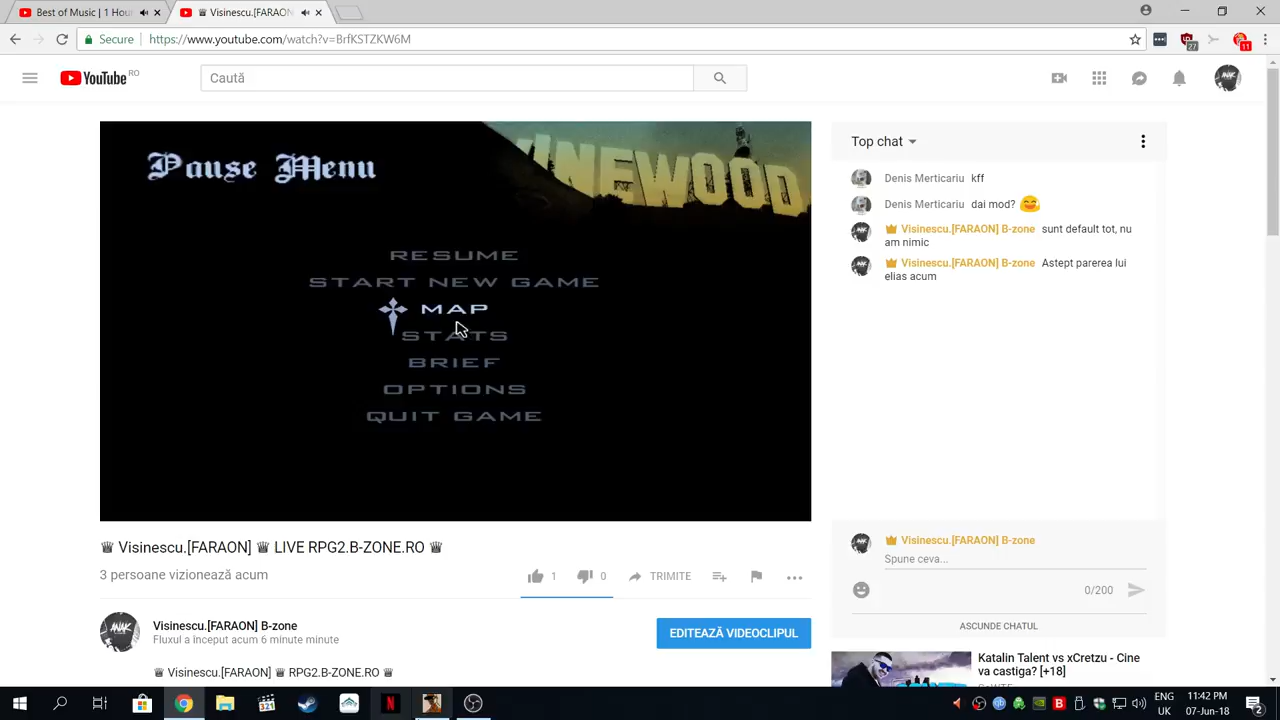 Best of Music | 1 Hour
♕ Visinescu.[FARAON]
Secure
https://www.youtube.com/watch?v=BrfKSTZKW6M
27
11
YouTube RO
Caută
Pause Menu
VINEWOOD
RESUME
START NEW GAME
MAP
STATS
BRIEF
OPTIONS
QUIT GAME
Top chat
Denis Merticariu kff
Denis Merticariu dai mod? 😊
Visinescu.[FARAON] B-zone sunt default tot, nu
am nimic
Visinescu.[FARAON] B-zone Astept parerea lui
elias acum
♕ Visinescu.[FARAON] ♕ LIVE RPG2.B-ZONE.RO ♕
3 persoane vizionează acum
1
0
TRIMITE
Visinescu.[FARAON] B-zone
Fluxul a început acum 6 minute minute
EDITEAZĂ VIDEOCLIPUL
♕ Visinescu.[FARAON] ♕ RPG2.B-ZONE.RO ♕
Visinescu.[FARAON] B-zone
Spune ceva...
0/200
ASCUNDE CHATUL
Katalin Talent vs xCretzu - Cine
va castiga? [+18]
ENG
UK
11:42 PM
07-Jun-18
2